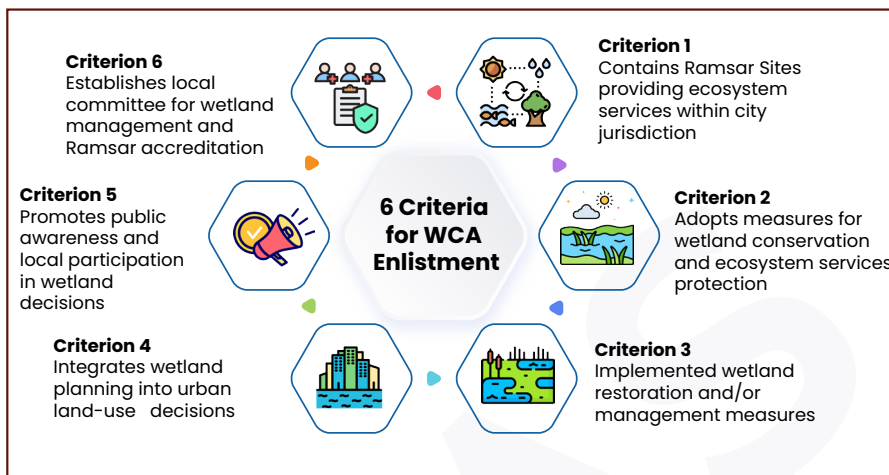 6 Criteria
for WCA
Enlistment
Criterion 1
Contains Ramsar Sites
providing ecosystem
services within city
jurisdiction
Criterion 2
Adopts measures for
wetland conservation
and ecosystem services
protection
Criterion 3
Implemented wetland
restoration and/or
management measures
Criterion 4
Integrates wetland
planning into urban
land-use decisions
Criterion 5
Promotes public
awareness and
local participation
in wetland
decisions
Criterion 6
Establishes local
committee for wetland
management and
Ramsar accreditation